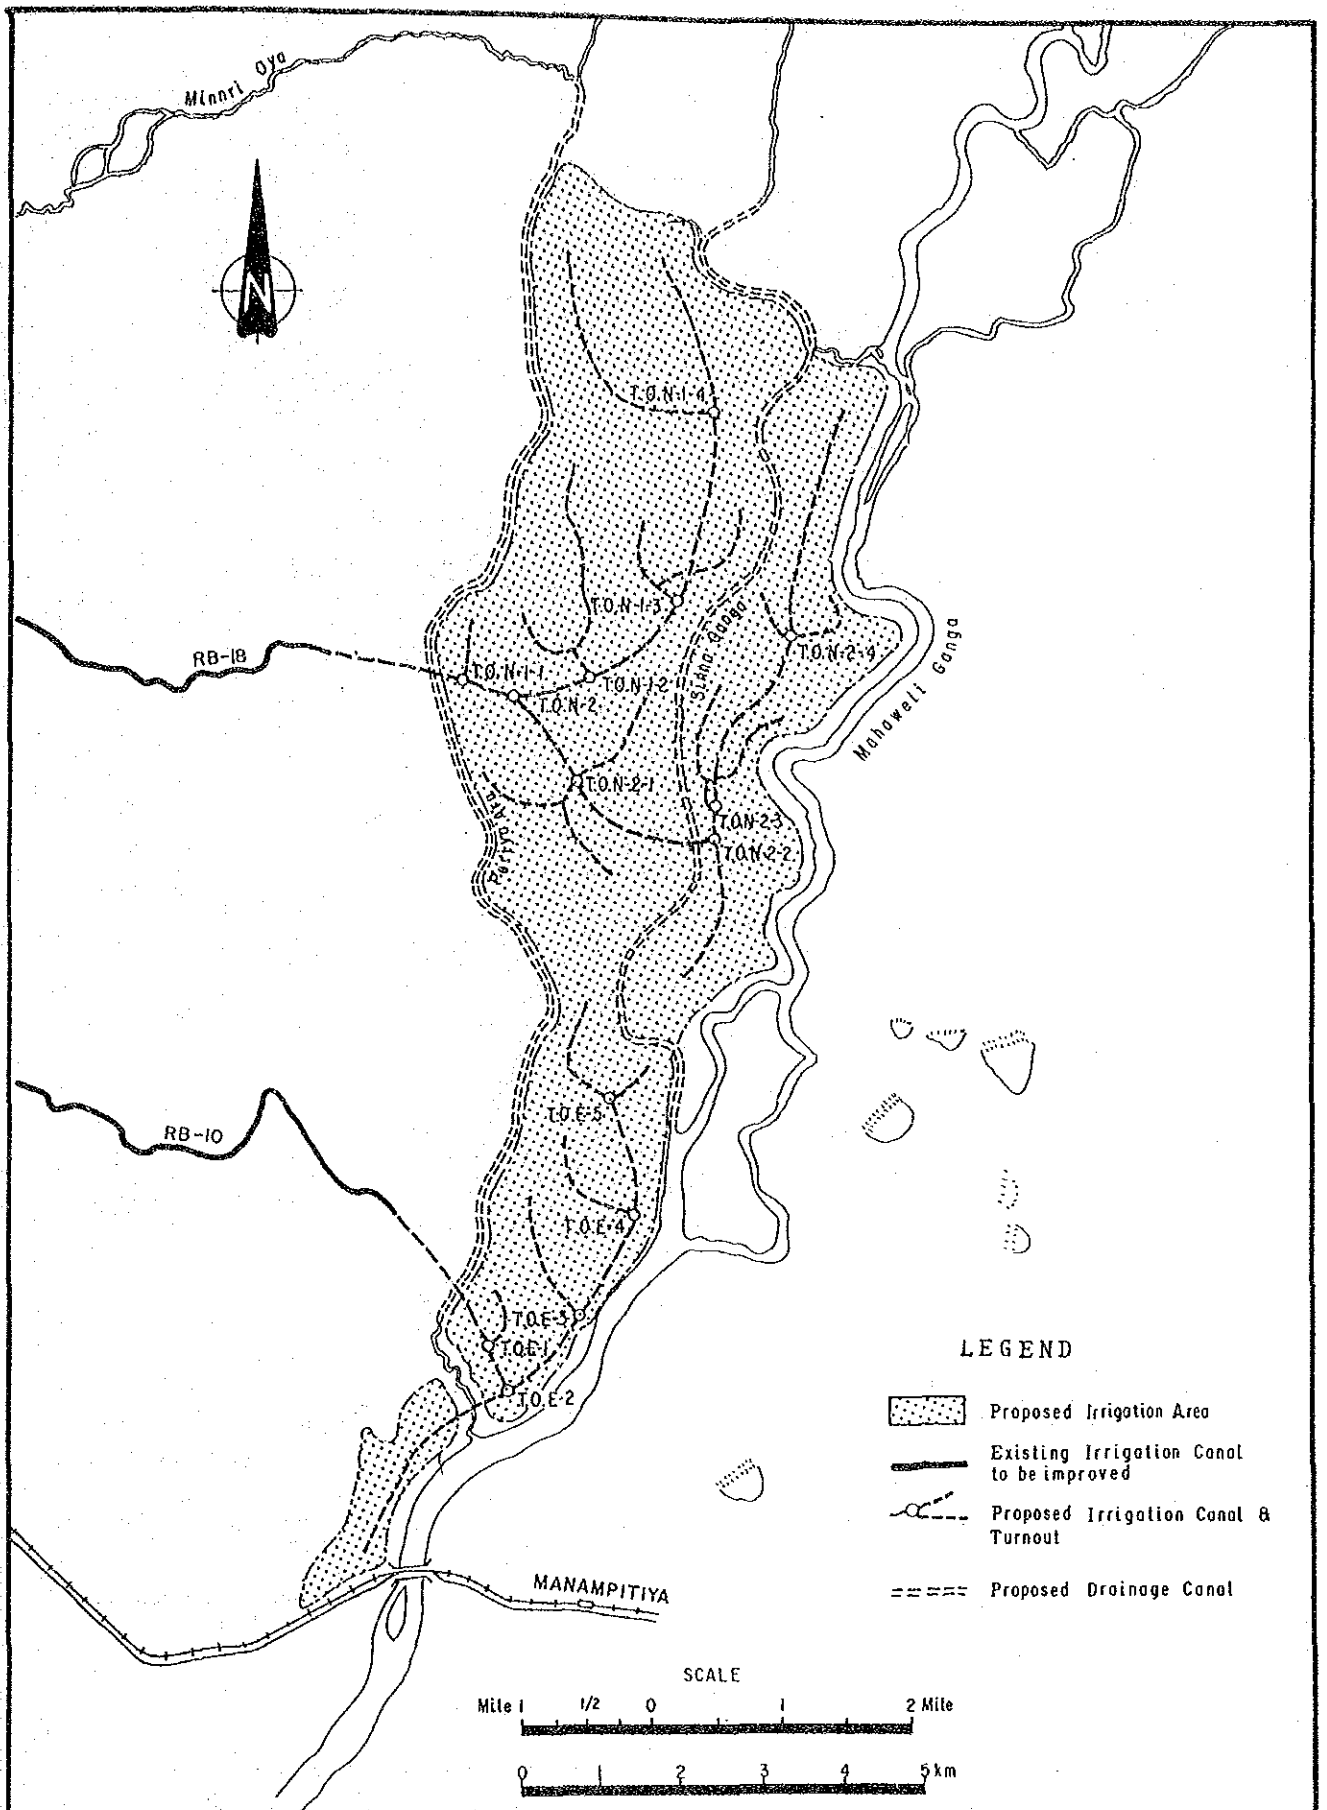 Minnri Oya
N
T.O.N-1-4
T.O.N-1-3
RB-18
T.O.N-1-1
T.O.N-1-2
T.O.N-2
T.O.N-2-4
Mahaweli Ganga
T.O.N-2-1
T.O.N-2-3
T.O.N-2-2
RB-10
T.O.E-5
T.O.E-4
T.O.E-3
T.O.E-1
T.O.E-2
LEGEND
Proposed Irrigation Area
Existing Irrigation Canal
to be improved
Proposed Irrigation Canal &
Turnout
Proposed Drainage Canal
MANAMPITIYA
SCALE
Mile 1 1/2 0 1 2 Mile
0 1 2 3 4 5 km